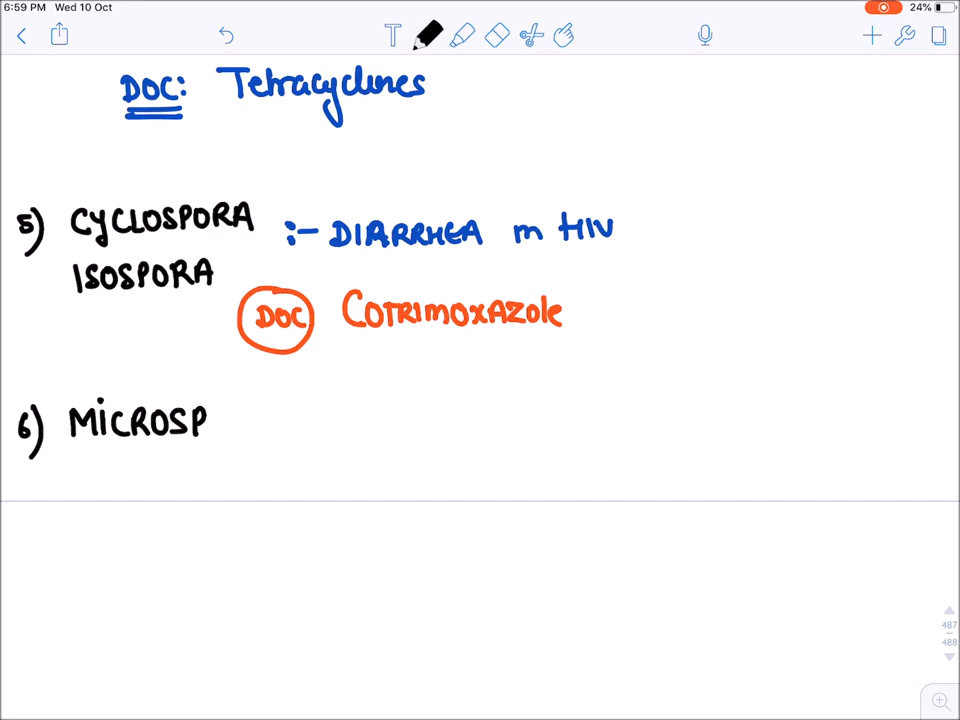 6:59 PM Wed 10 Oct 24%
T
DOC: Tetracyclines
5) CYCLOSPORA :- DIARRHEA in HIV
ISOSPORA
DOC COTRIMOXAZOLE
6) MICROSP
487
488